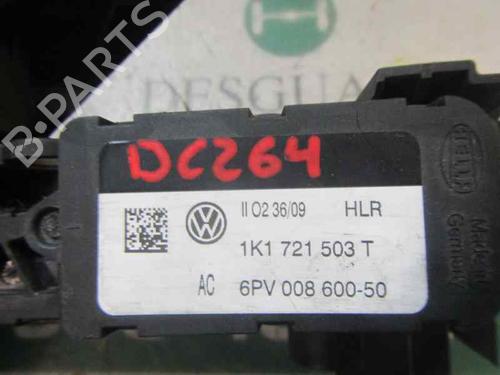 DESGUA
B-PARTS
DC264
II 02 36/09 HLR
1K1 721 503 T
AC 6PV 008 600-50
HELLA
Made in
Germany